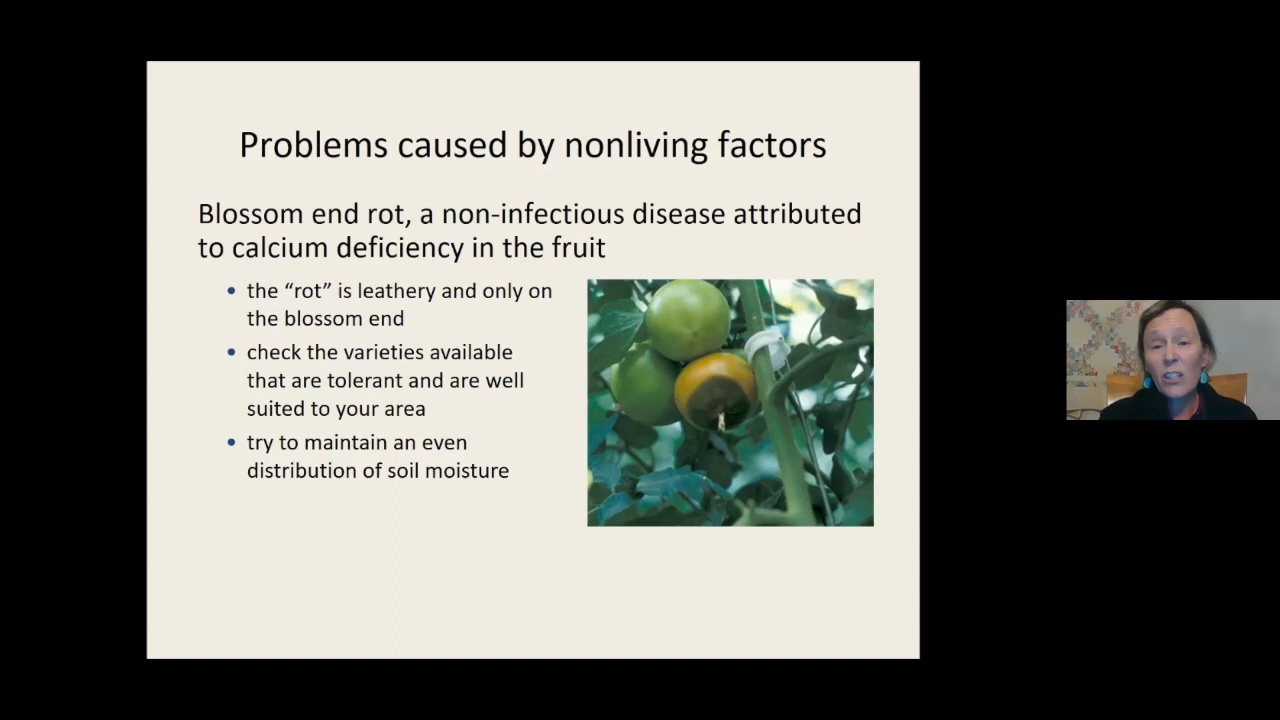 Problems caused by nonliving factors
Blossom end rot, a non-infectious disease attributed
to calcium deficiency in the fruit
• the “rot” is leathery and only on
the blossom end
• check the varieties available
that are tolerant and are well
suited to your area
• try to maintain an even
distribution of soil moisture